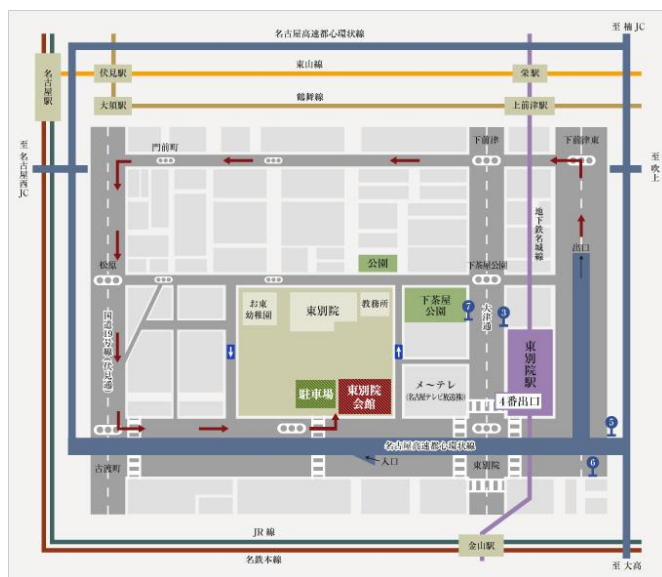 名古屋高速都心環状線
至 楠JC
東山線
名古屋駅
伏見駅
栄駅
鶴舞線
大須駅
上前津駅
至 名古屋西JC
門前町
下前津
下前津東
至 吹上
地下鉄名城線
出口
公園
松原
下茶屋公園
お東
幼稚園
東別院
教務所
下茶屋
公園
7
大津通
3
国道19号線(伏見通)
東別院駅
駐車場
東別院
会館
メ〜テレ
(名古屋テレビ放送㈱)
4番出口
5
名古屋高速都心環状線
古渡町
入口
東別院
6
JR線
金山駅
名鉄本線
至 大高